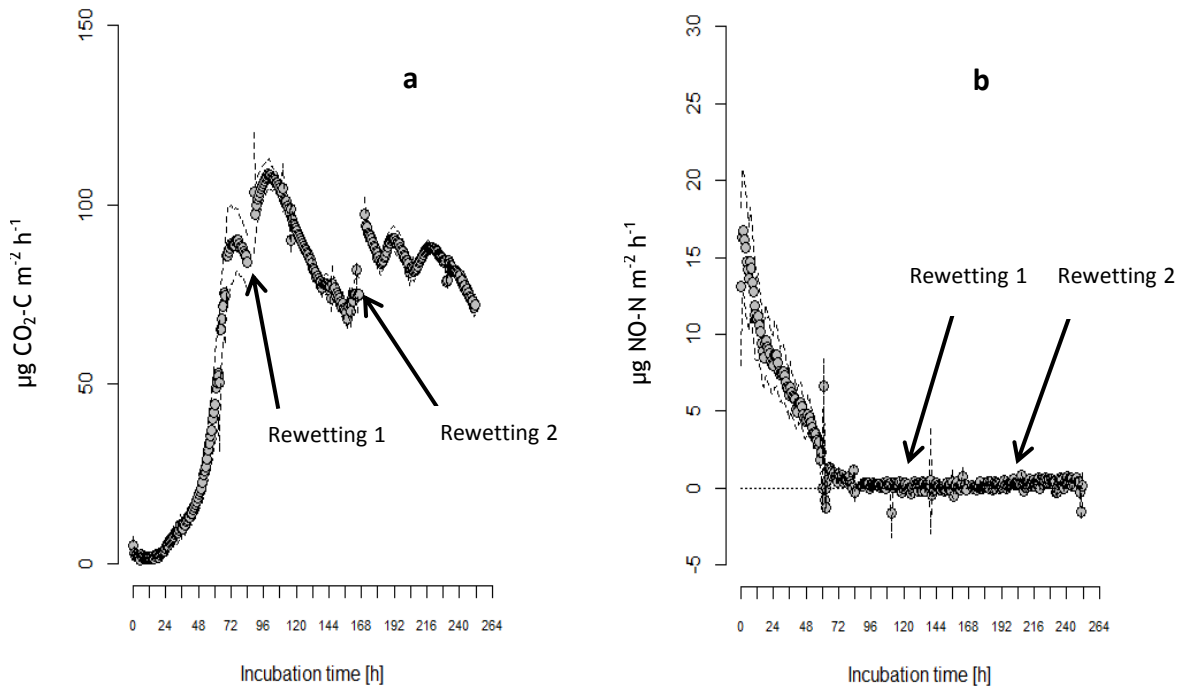 150
100
50
0
µg CO₂-C m⁻² h⁻¹
a
Rewetting 1
Rewetting 2
0 24 48 72 96 120 144 168 192 216 240 264
Incubation time [h]
30
25
20
15
10
5
0
-5
µg NO-N m⁻² h⁻¹
b
Rewetting 1
Rewetting 2
0 24 48 72 96 120 144 168 192 216 240 264
Incubation time [h]